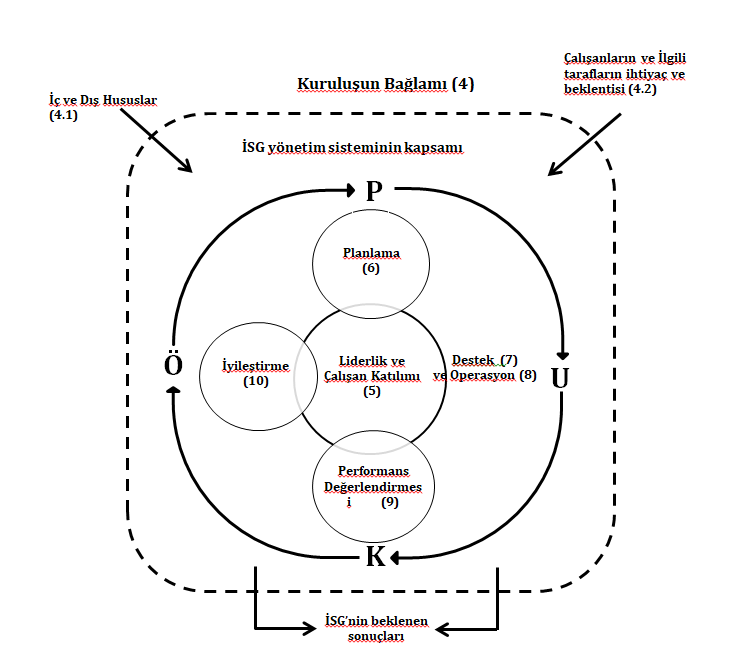 Çalışanların ve İlgili
tarafların ihtiyaç ve
beklentisi (4.2)
Kuruluşun Bağlamı (4)
İç ve Dış Hususlar
(4.1)
İSG yönetim sisteminin kapsamı
P
Planlama
(6)
Ö
İyileştirme
(10)
Liderlik ve
Çalışan Katılımı
(5)
Destek (7)
ve Operasyon (8)
U
Performans
Değerlendirmes
i (9)
K
İSG'nin beklenen
sonuçları